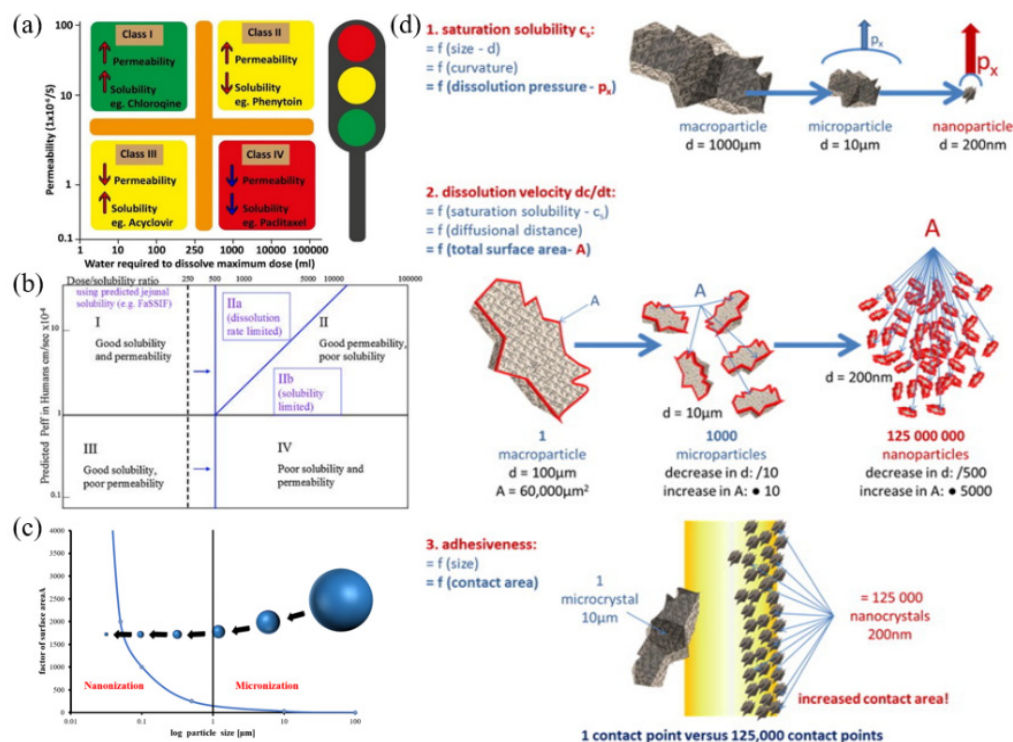 (a)
100
10
1
0.1
Permeability (1x10⁴/S)
Class I
Permeability
Solubility
eg. Chloroqine
Class II
Permeability
Solubility
eg. Phenytoin
Class III
Permeability
Solubility
eg. Acyclovir
Class IV
Permeability
Solubility
eg. Paclitaxel
1 10 100 250 1000 10000 100000
Water required to dissolve maximum dose (ml)
(b)
Dose/solubility ratio
using predicted jejunal
solubility (e.g. FaSSIF)
250 500 1000 5000 10000 100000
Predicted Peff in Humans cm/sec x10⁻⁴
10
1
0.1
I
Good solubility
and permeability
IIa
(dissolution
rate limited)
II
Good permeability,
poor solubility
IIb
(solubility
limited)
III
Good solubility,
poor permeability
IV
Poor solubility and
permeability
(c)
factor of surface areaA
4000
3500
3000
2500
2000
1500
1000
500
0
Nanonization
Micronization
0.01 0.1 1 10 100
log particle size [µm]
(d)
1. saturation solubility cₛ:
= f (size - d)
= f (curvature)
= f (dissolution pressure - pₓ)
pₓ
pₓ
macroparticle
d = 1000µm
microparticle
d = 10µm
nanoparticle
d = 200nm
2. dissolution velocity dc/dt:
= f (saturation solubility - cₛ)
= f (diffusional distance)
= f (total surface area- A)
A
A
A
d = 10µm
d = 200nm
1
macroparticle
d = 100µm
A = 60,000µm²
1000
microparticles
decrease in d: /10
increase in A: • 10
125 000 000
nanoparticles
decrease in d: /500
increase in A: • 5000
3. adhesiveness:
= f (size)
= f (contact area)
1
microcrystal
10µm
= 125 000
nanocrystals
200nm
increased contact area!
1 contact point versus 125,000 contact points